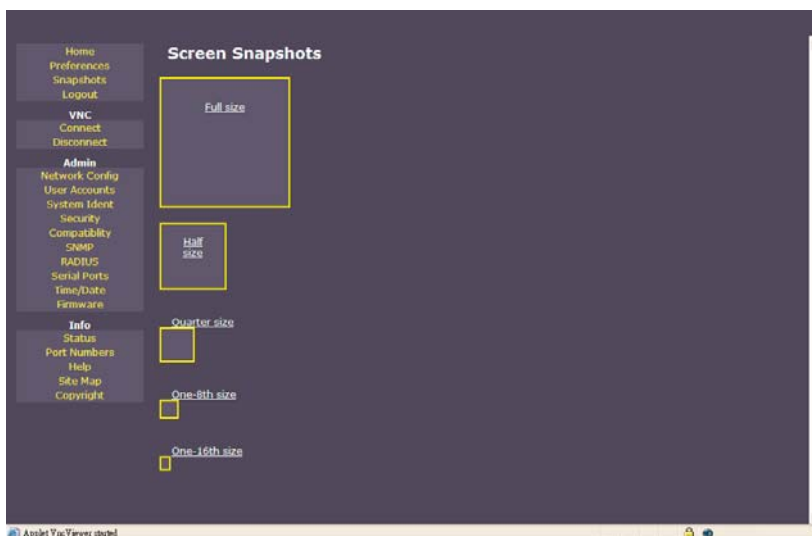 Home
Preferences
Snapshots
Logout
VNC
Connect
Disconnect
Admin
Network Config
User Accounts
System Ident
Security
Compatiblity
SNMP
RADIUS
Serial Ports
Time/Date
Firmware
Info
Status
Port Numbers
Help
Site Map
Copyright
Screen Snapshots
Full size
Half
size
Quarter size
One-8th size
One-16th size
Applet VncViewer started